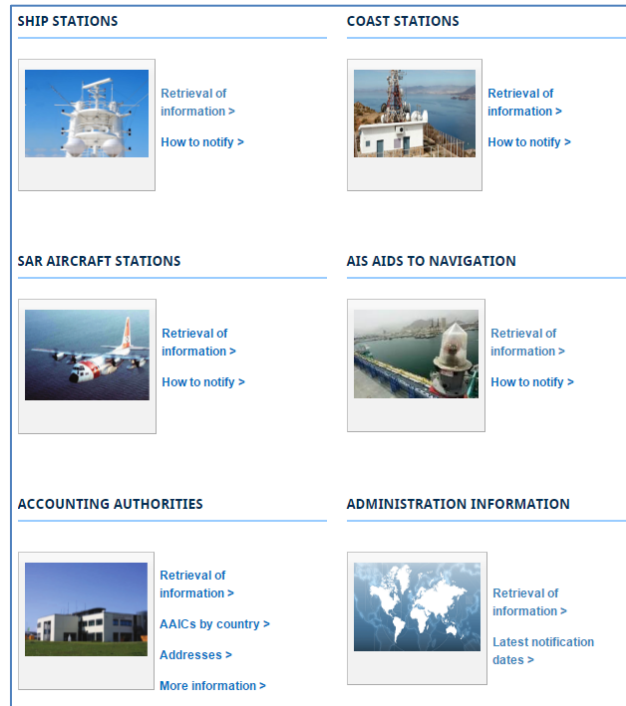 SHIP STATIONS
Retrieval of
information >
How to notify >
COAST STATIONS
Retrieval of
information >
How to notify >
SAR AIRCRAFT STATIONS
Retrieval of
information >
How to notify >
AIS AIDS TO NAVIGATION
Retrieval of
information >
How to notify >
ACCOUNTING AUTHORITIES
Retrieval of
information >
AAICs by country >
Addresses >
More information >
ADMINISTRATION INFORMATION
Retrieval of
information >
Latest notification
dates >